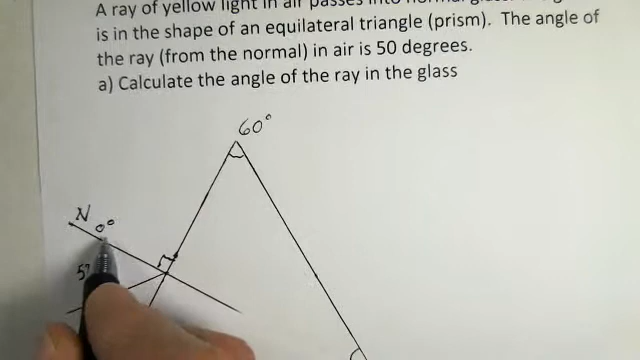 A ray of yellow light in air passes into normal
is in the shape of an equilateral triangle (prism). The angle of
the ray (from the normal) in air is 50 degrees.
a) Calculate the angle of the ray in the glass
60°
N
0°